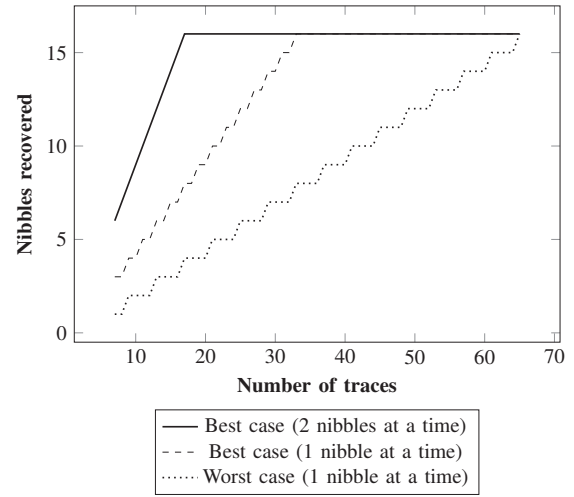 15
10
5
0
Nibbles recovered
10 20 30 40 50 60 70
Number of traces
Best case (2 nibbles at a time)
Best case (1 nibble at a time)
Worst case (1 nibble at a time)